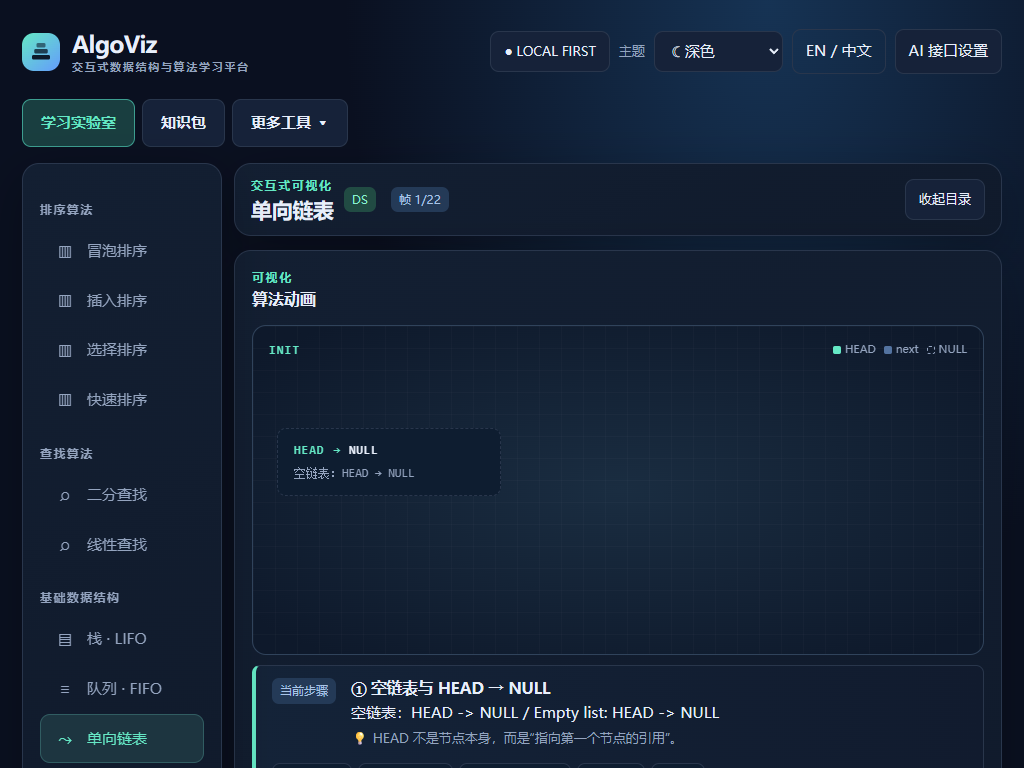 AlgoViz
交互式数据结构与算法学习平台
● LOCAL FIRST
主题
☾ 深色
EN / 中文
AI 接口设置
学习实验室
知识包
更多工具 ▾
排序算法
▥ 冒泡排序
▥ 插入排序
▥ 选择排序
▥ 快速排序
查找算法
⌕ 二分查找
⌕ 线性查找
基础数据结构
▤ 栈 · LIFO
≡ 队列 · FIFO
⤳ 单向链表
交互式可视化
单向链表
DS
帧 1/22
收起目录
可视化
算法动画
INIT
HEAD
next
NULL
HEAD → NULL
空链表: HEAD → NULL
当前步骤
① 空链表与 HEAD → NULL
空链表：HEAD -> NULL / Empty list: HEAD -> NULL
💡 HEAD 不是节点本身，而是“指向第一个节点的引用”。